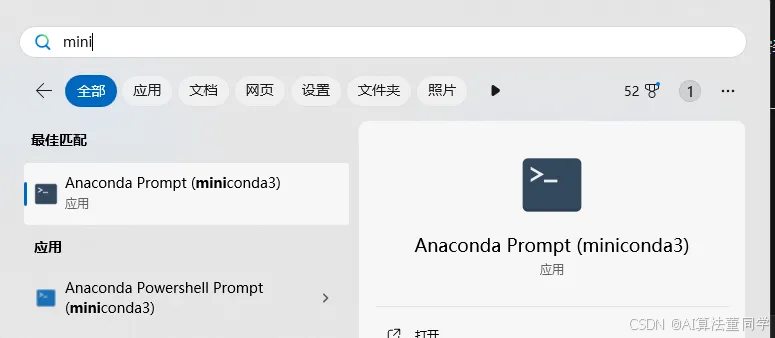 mini
全部 应用 文档 网页 设置 文件夹 照片 52 1
最佳匹配
Anaconda Prompt (miniconda3)
应用
应用
Anaconda Powershell Prompt
(miniconda3)
Anaconda Prompt (miniconda3)
应用
打开
CSDN @AI算法董同学